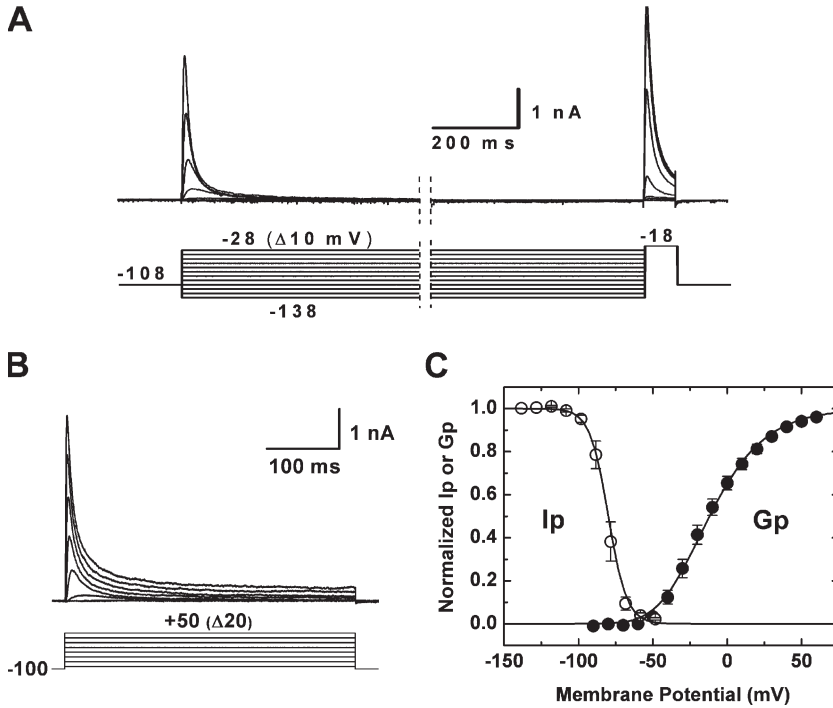 A
1 nA
200 ms
-28 (Δ10 mV)
-18
-108
-138
B
1 nA
100 ms
+50 (Δ20)
-100
C
1.0
0.8
0.6
0.4
0.2
0.0
Normalized Ip or Gp
Ip
Gp
-150 -100 -50 0 50
Membrane Potential (mV)